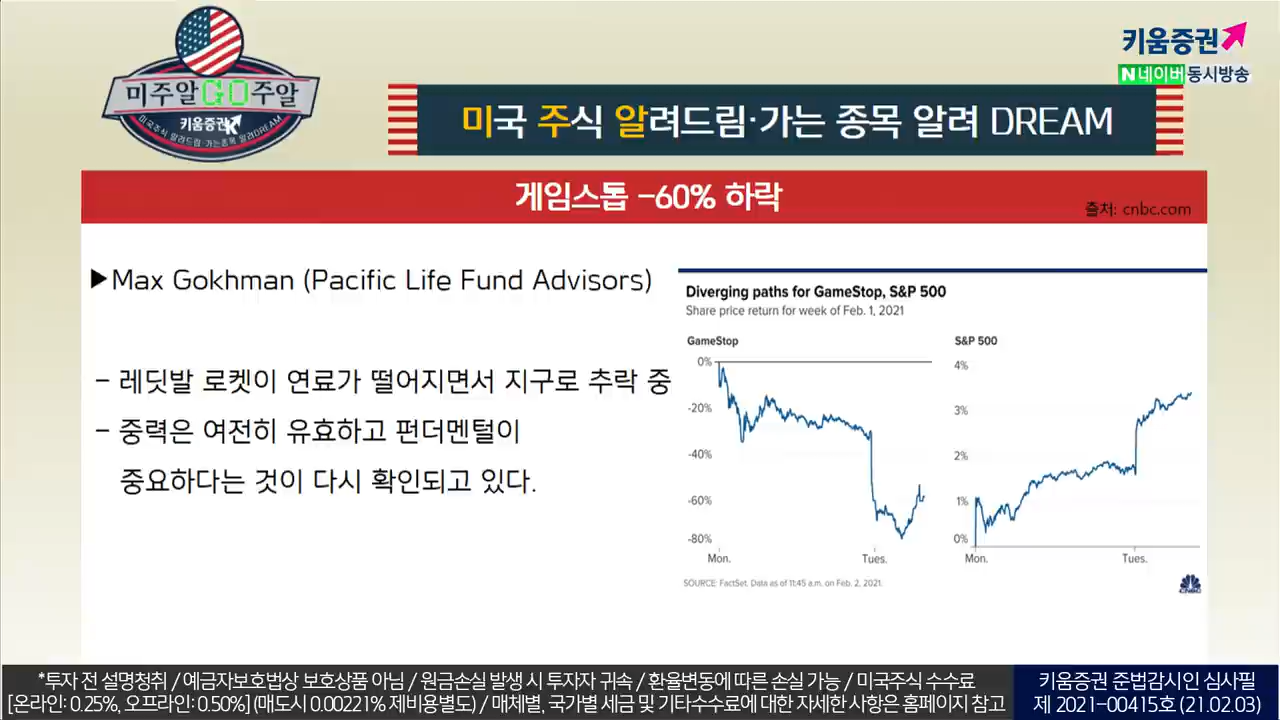 미주알GO주알
키움증권
미국주식 알려드림·가는종목 알려DREAM
키움증권
N네이버동시방송
미국 주식 알려드림·가는 종목 알려 DREAM
게임스톱 -60% 하락
출처: cnbc.com
▶Max Gokhman (Pacific Life Fund Advisors)
- 레딧발 로켓이 연료가 떨어지면서 지구로 추락 중
- 중력은 여전히 유효하고 펀더멘털이
중요하다는 것이 다시 확인되고 있다.
Diverging paths for GameStop, S&P 500
Share price return for week of Feb. 1, 2021
GameStop
0%
-20%
-40%
-60%
-80%
Mon.
Tues.
S&P 500
4%
3%
2%
1%
0%
Mon.
Tues.
SOURCE: FactSet. Data as of 11:45 a.m. on Feb. 2, 2021.
CNBC
*투자 전 설명청취 / 예금자보호법상 보호상품 아님 / 원금손실 발생 시 투자자 귀속 / 환율변동에 따른 손실 가능 / 미국주식 수수료
[온라인: 0.25%, 오프라인: 0.50%] (매도시 0.00221% 제비용별도) / 매체별, 국가별 세금 및 기타수수료에 대한 자세한 사항은 홈페이지 참고
키움증권 준법감시인 심사필
제 2021-00415호 (21.02.03)